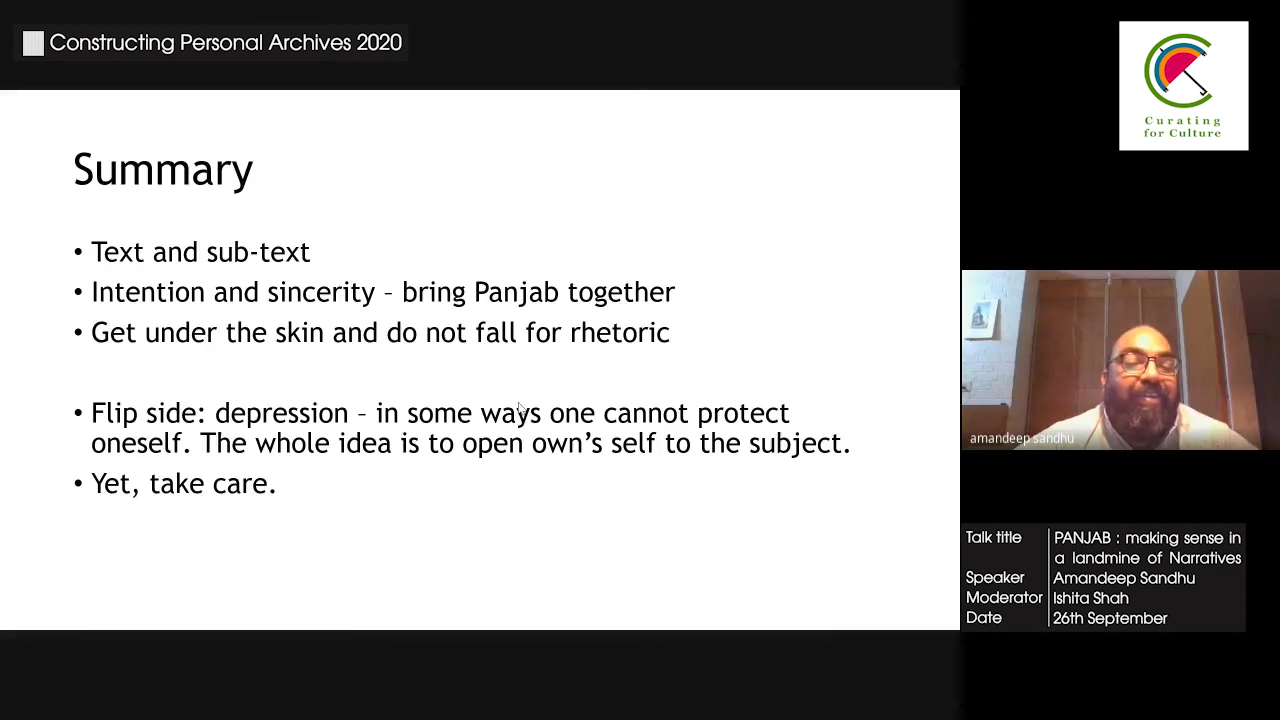 Constructing Personal Archives 2020
Curating
for Culture
Summary
• Text and sub-text
• Intention and sincerity – bring Panjab together
• Get under the skin and do not fall for rhetoric
• Flip side: depression – in some ways one cannot protect
oneself. The whole idea is to open own's self to the subject.
• Yet, take care.
amandeep sandhu
Talk title PANJAB : making sense in
a landmine of Narratives
Speaker Amandeep Sandhu
Moderator Ishita Shah
Date 26th September